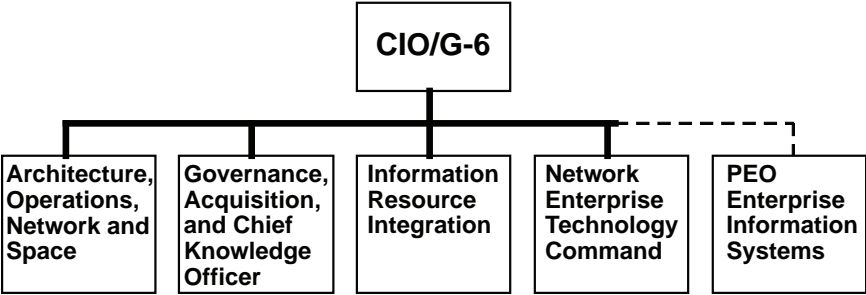 CIO/G-6
Architecture,
Operations,
Network and
Space
Governance,
Acquisition,
and Chief
Knowledge
Officer
Information
Resource
Integration
Network
Enterprise
Technology
Command
PEO
Enterprise
Information
Systems